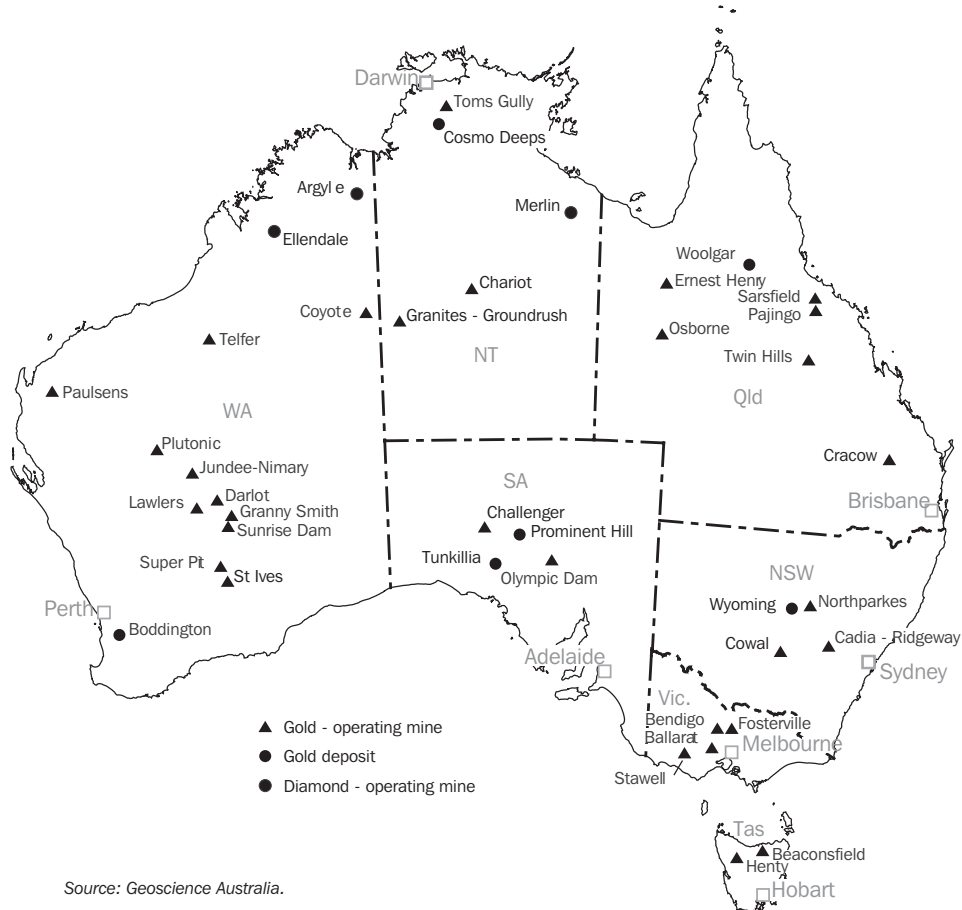 Darwin
Toms Gully
Cosmo Deeps
Argyle
Merlin
Ellendale
Woolgar
Ernest Henry
Chariot
Sarsfield
Coyote
Granites - Groundrush
Pajingo
Osborne
Telfer
NT
Twin Hills
Paulsens
Qld
WA
Plutonic
Cracow
Jundee-Nimary
SA
Darlot
Brisbane
Lawlers
Granny Smith
Challenger
Sunrise Dam
Prominent Hill
Tunkillia
Super Pit
NSW
St Ives
Olympic Dam
Perth
Wyoming
Northparkes
Boddington
Cowal
Cadia - Ridgeway
Adelaide
Sydney
Vic.
Bendigo
Fosterville
Gold - operating mine
Ballarat
Melbourne
Gold deposit
Stawell
Diamond - operating mine
Tas
Beaconsfield
Henty
Source: Geoscience Australia.
Hobart